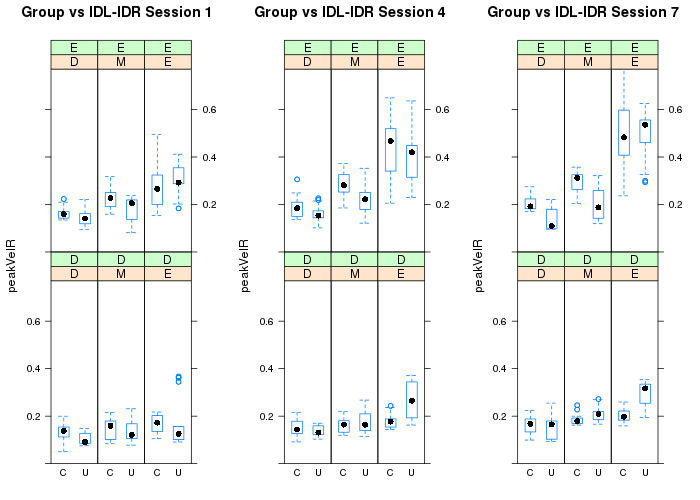 Group vs IDL-IDR Session 1
Group vs IDL-IDR Session 4
Group vs IDL-IDR Session 7
E E E
D M E
E E E
D M E
E E E
D M E
0.6
0.4
0.2
0.6
0.4
0.2
0.6
0.4
0.2
D D D
D M E
D D D
D M E
D D D
D M E
peakVelR
peakVelR
peakVelR
0.6
0.4
0.2
0.6
0.4
0.2
0.6
0.4
0.2
C U C U C U
C U C U C U
C U C U C U